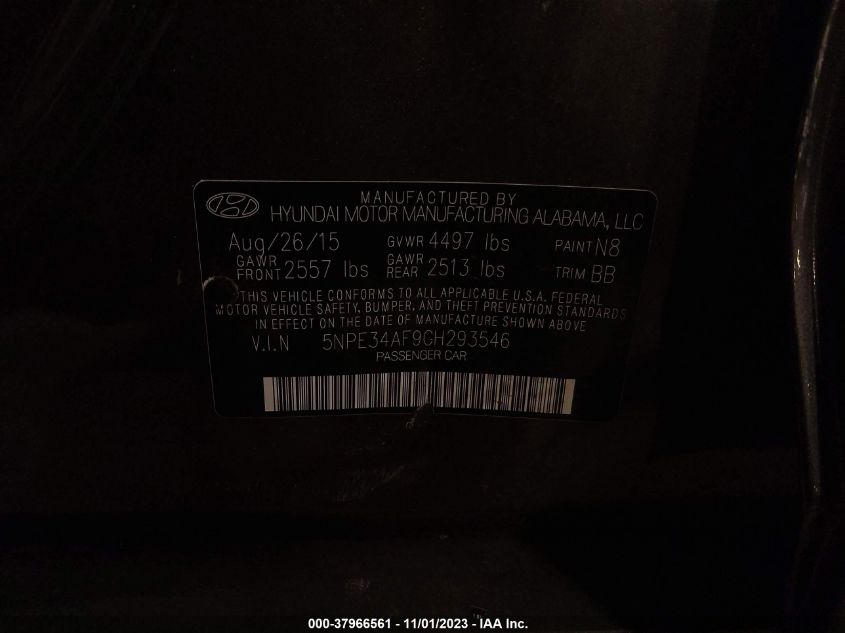 MANUFACTURED BY
HYUNDAI MOTOR MANUFACTURING ALABAMA, LLC
Aug/26/15 GVWR 4497 lbs PAINT N8
GAWR FRONT 2557 lbs GAWR REAR 2513 lbs TRIM BB
THIS VEHICLE CONFORMS TO ALL APPLICABLE U.S.A. FEDERAL
MOTOR VEHICLE SAFETY, BUMPER, AND THEFT PREVENTION STANDARDS
IN EFFECT ON THE DATE OF MANUFACTURE SHOWN ABOVE
V.I.N 5NPE34AF9GH293546
PASSENGER CAR
000-37966561 - 11/01/2023 - IAA Inc.